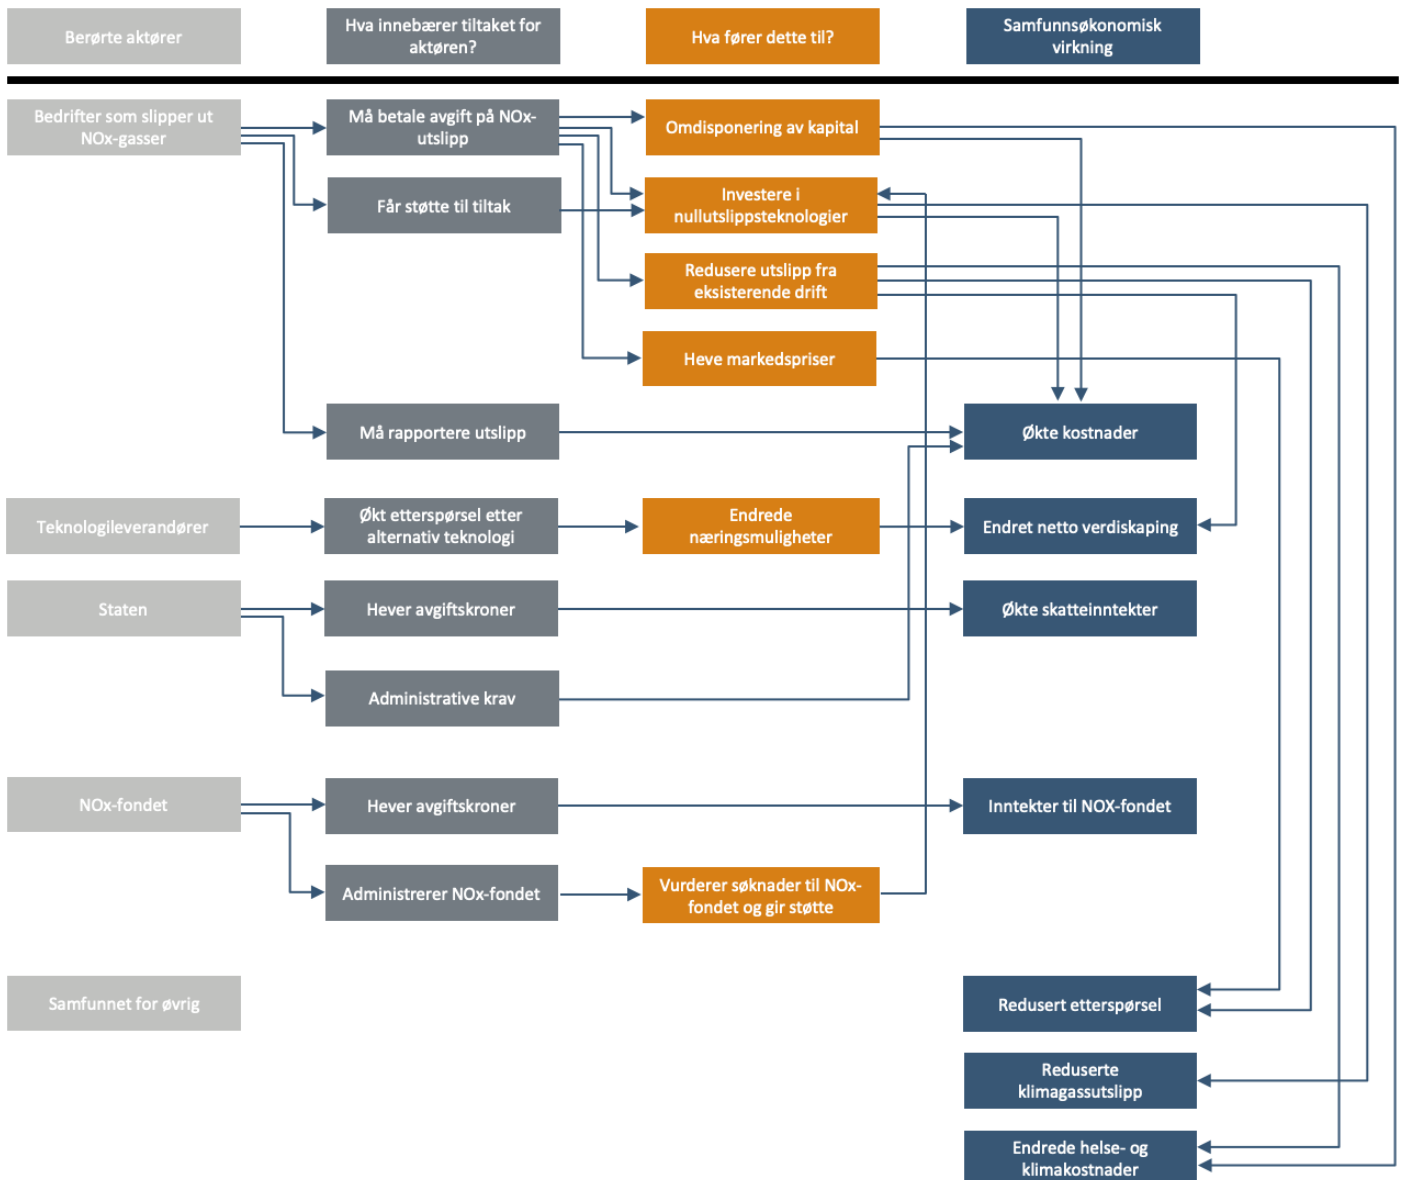 Berørte aktører
Hva innebærer tiltaket for
aktøren?
Hva fører dette til?
Samfunnsøkonomisk
virkning
Bedrifter som slipper ut
NOx-gasser
Må betale avgift på NOx-
utslipp
Omdisponering av kapital
Får støtte til tiltak
Investere i
nullutslippsteknologier
Redusere utslipp fra
eksisterende drift
Heve markedspriser
Må rapportere utslipp
Økte kostnader
Teknologileverandører
Økt etterspørsel etter
alternativ teknologi
Endrede
næringsmuligheter
Endret netto verdiskaping
Staten
Hever avgiftskroner
Økte skatteinntekter
Administrative krav
NOx-fondet
Hever avgiftskroner
Inntekter til NOX-fondet
Administrerer NOx-fondet
Vurderer søknader til NOx-
fondet og gir støtte
Samfunnet for øvrig
Redusert etterspørsel
Reduserte
klimagassutslipp
Endrede helse- og
klimakostnader